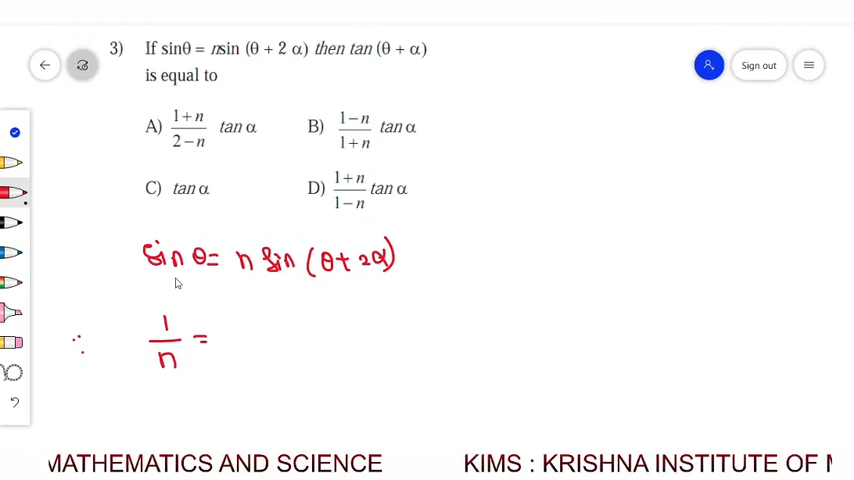 3) If sinθ = nsin (θ + 2 α) then tan (θ + α)
Sign out
is equal to
A) 1+n / 2−n tan α B) 1−n / 1+n tan α
C) tan α D) 1+n / 1−n tan α
sin θ = n sin (θ + 2α)
∴ 1/n =
MATHEMATICS AND SCIENCE KIMS : KRISHNA INSTITUTE OF M